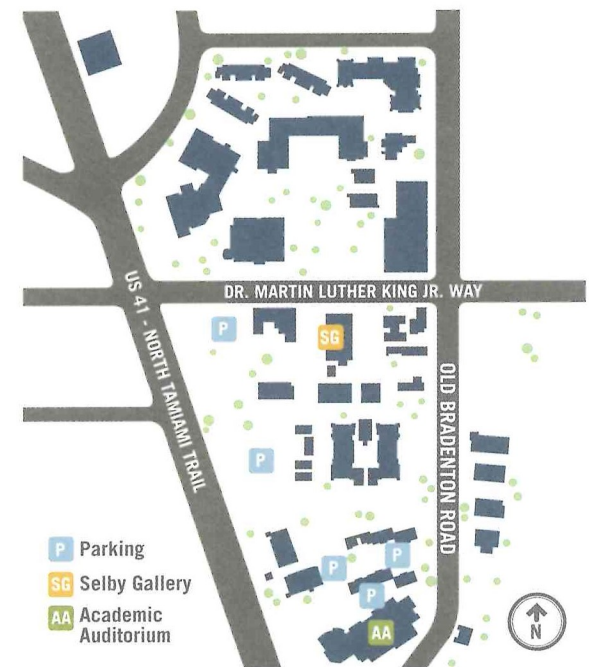 DR. MARTIN LUTHER KING JR. WAY
US 41 - NORTH TAMIAMI TRAIL
P
SG
OLD BRADENTON ROAD
P
P
P
P
AA
P Parking
SG Selby Gallery
AA Academic
Auditorium
N